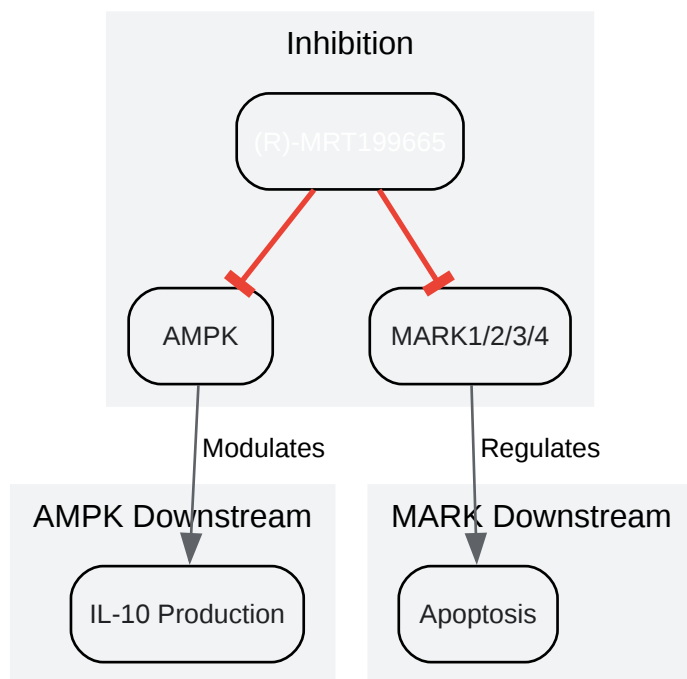 Inhibition
(R)-MRT199665
AMPK
MARK1/2/3/4
Modulates
Regulates
AMPK Downstream
MARK Downstream
IL-10 Production
Apoptosis